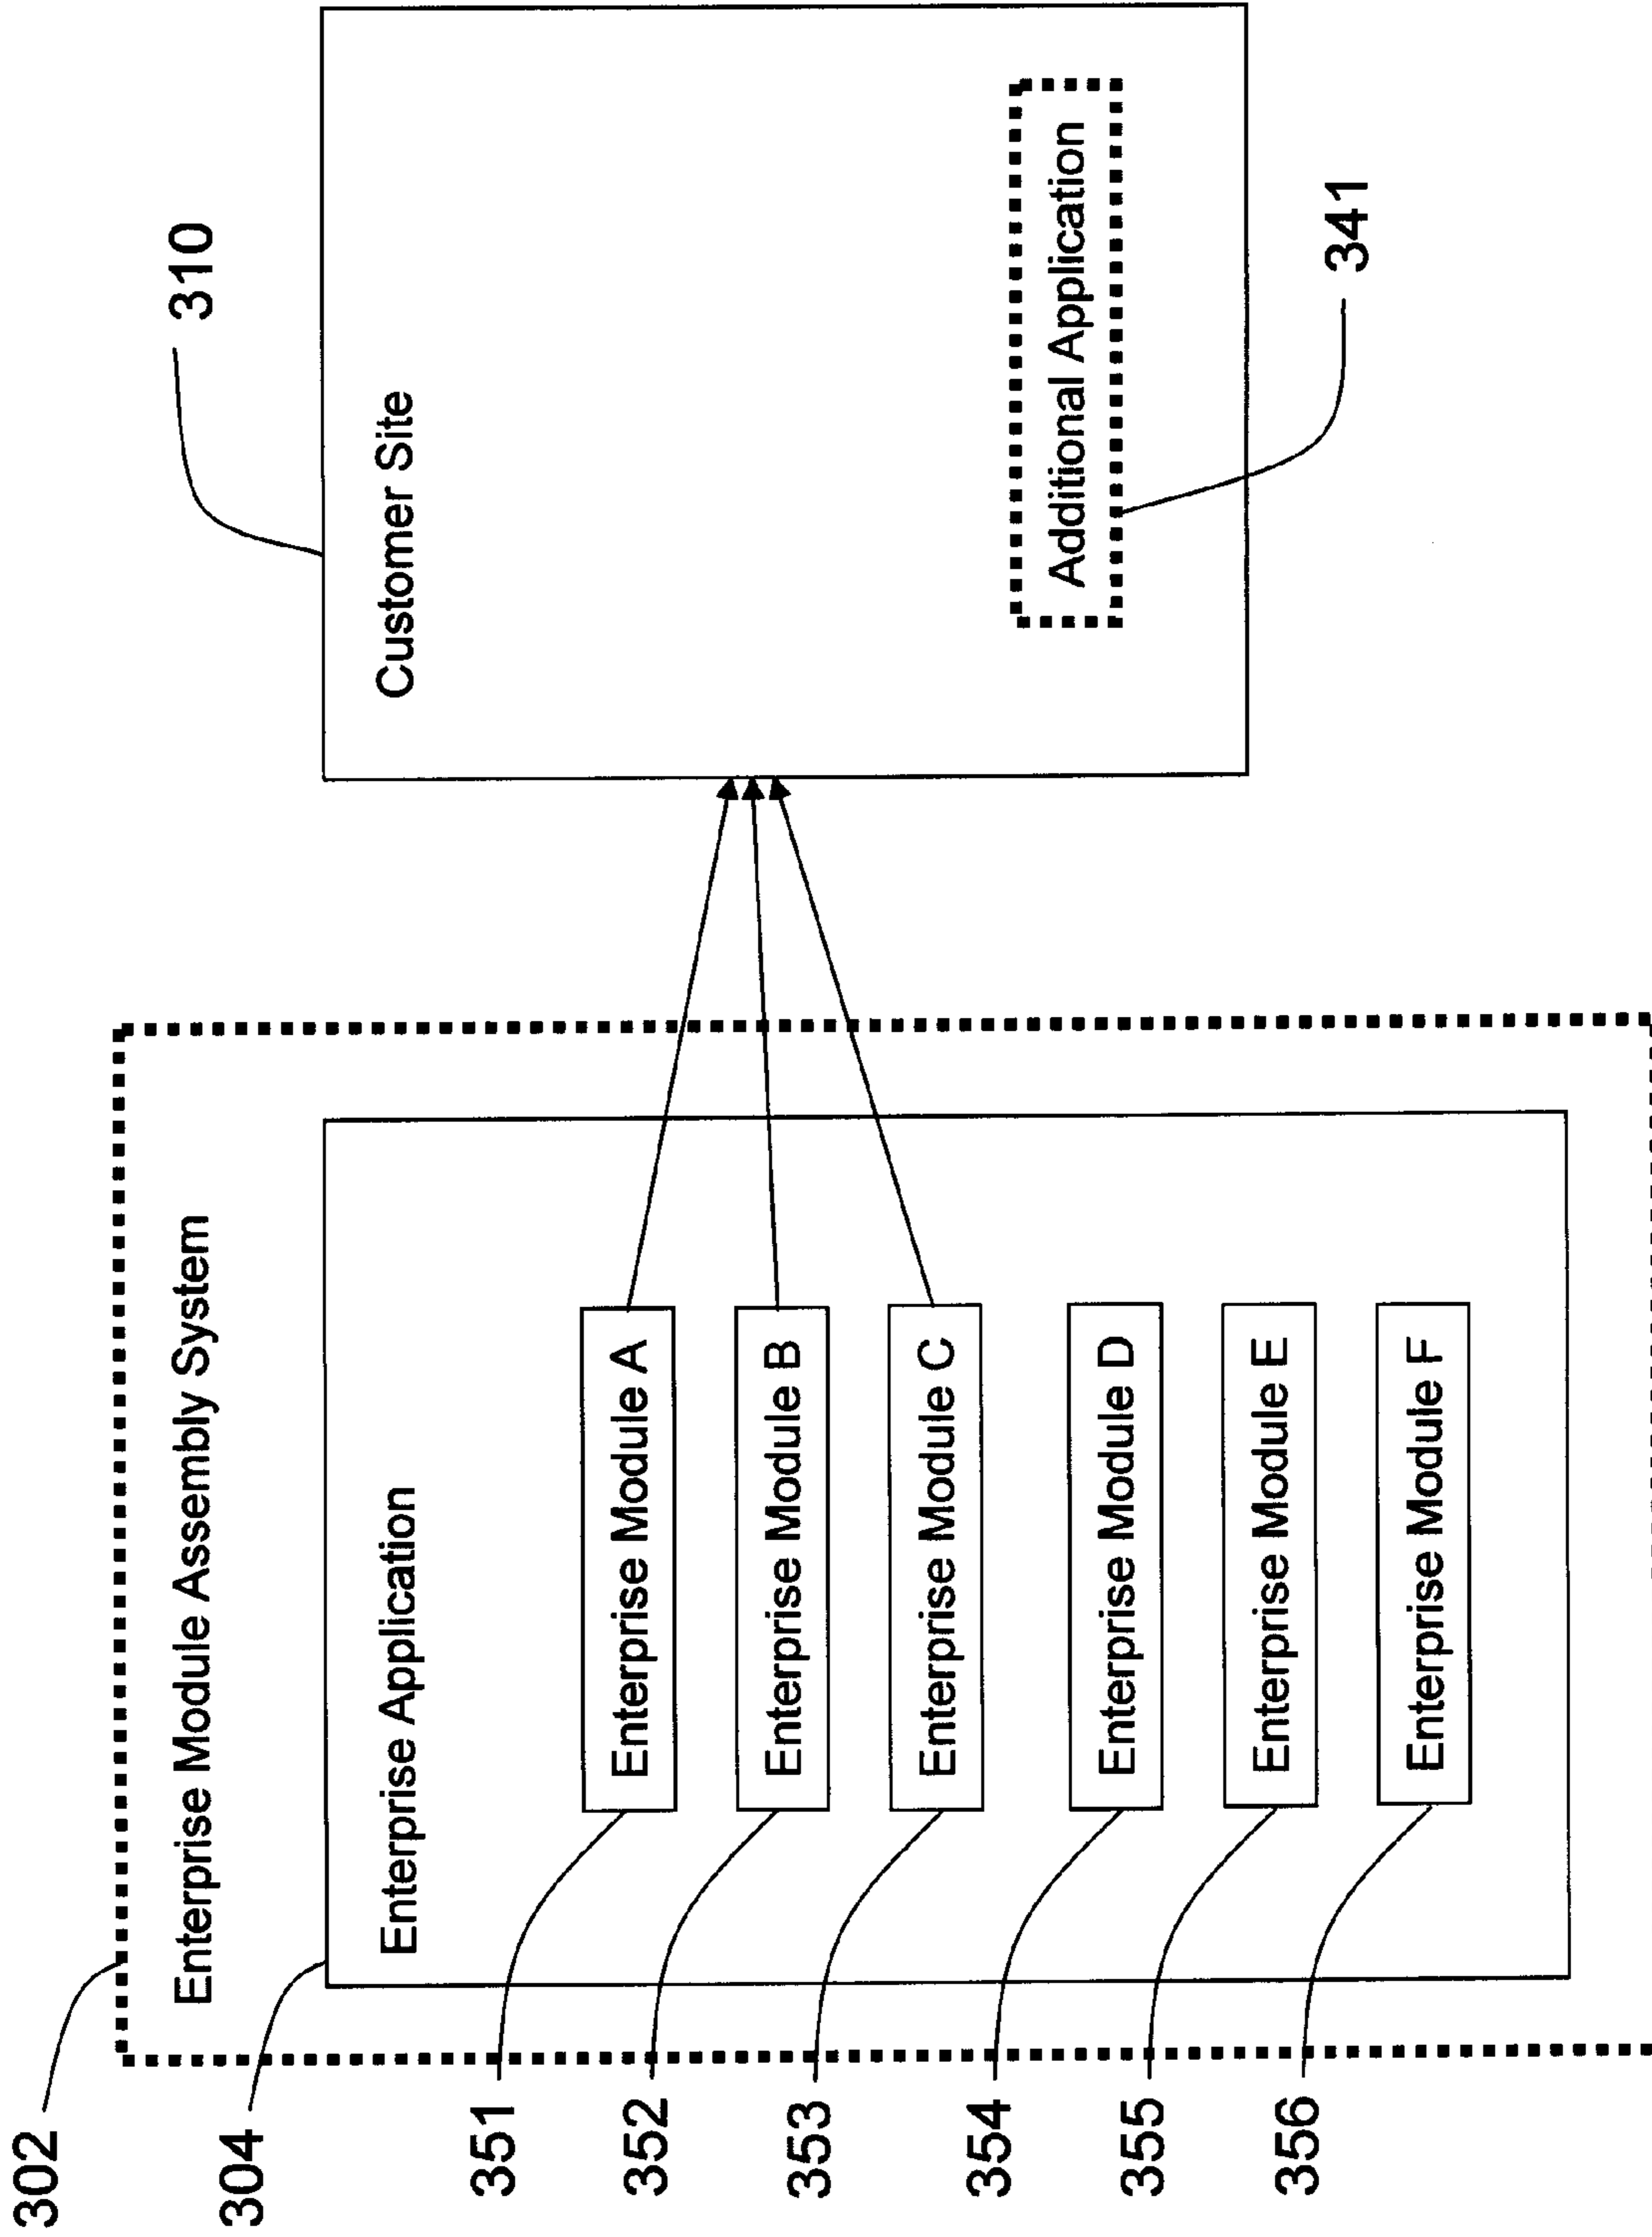 302
Enterprise Module Assembly System
304
Enterprise Application
351
Enterprise Module A
352
Enterprise Module B
353
Enterprise Module C
354
Enterprise Module D
355
Enterprise Module E
356
Enterprise Module F
310
Customer Site
Additional Application
341